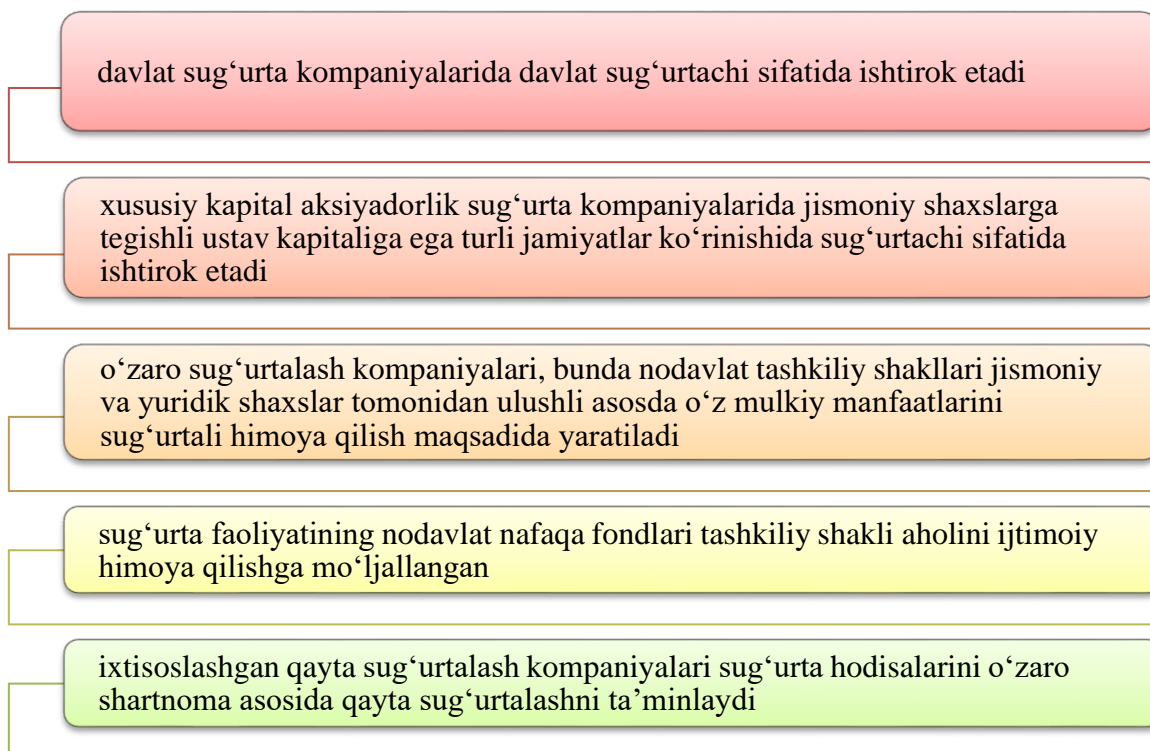 davlat sug‘urta kompaniyalarida davlat sug‘urtachi sifatida ishtirok etadi
xususiy kapital aksiyadorlik sug‘urta kompaniyalarida jismoniy shaxslarga
tegishli ustav kapitaliga ega turli jamiyatlar ko‘rinishida sug‘urtachi sifatida
ishtirok etadi
o‘zaro sug‘urtalash kompaniyalari, bunda nodavlat tashkiliy shakllari jismoniy
va yuridik shaxslar tomonidan ulushli asosda o‘z mulkiy manfaatlarini
sug‘urtali himoya qilish maqsadida yaratiladi
sug‘urta faoliyatining nodavlat nafaqa fondlari tashkiliy shakli aholini ijtimoiy
himoya qilishga mo‘ljallangan
ixtisoslashgan qayta sug‘urtalash kompaniyalari sug‘urta hodisalarini o‘zaro
shartnoma asosida qayta sug‘urtalashni ta’minlaydi